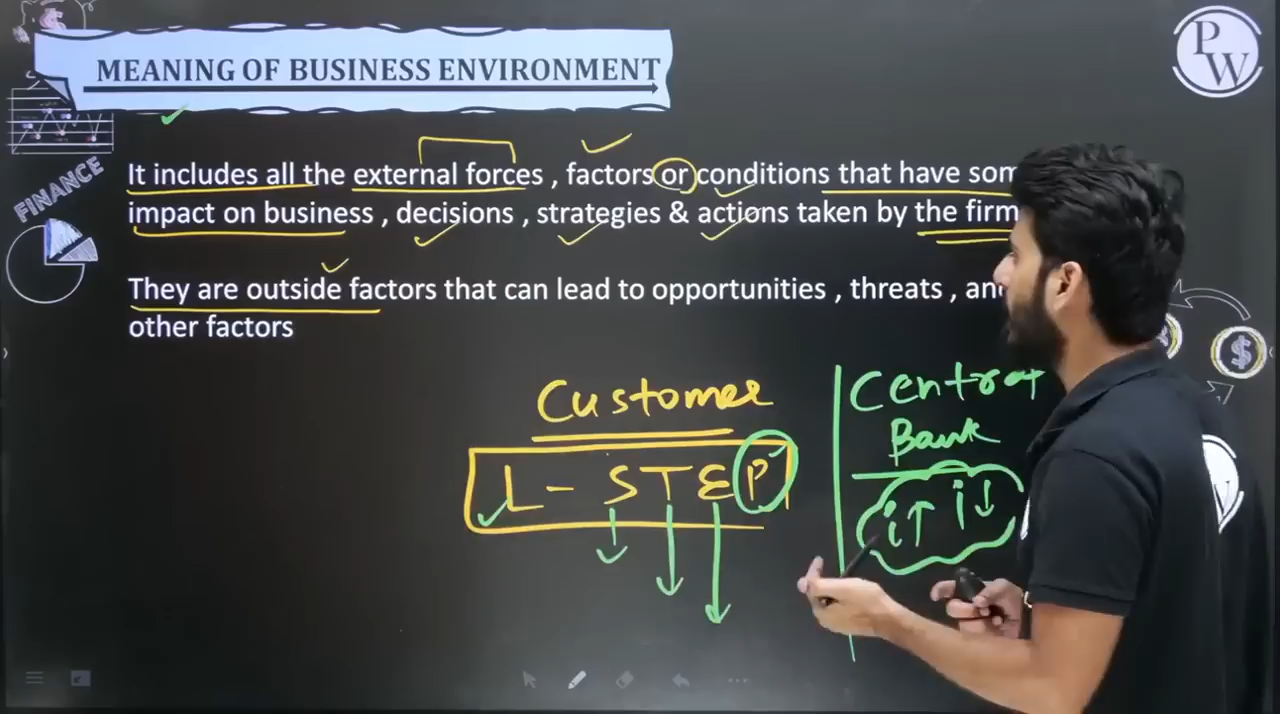 MEANING OF BUSINESS ENVIRONMENT
PW
FINANCE
It includes all the external forces , factors or conditions that have som
impact on business , decisions , strategies & actions taken by the firm
They are outside factors that can lead to opportunities , threats , and
other factors
Customer
L - STEP
Central
Bank
i↑ i↓